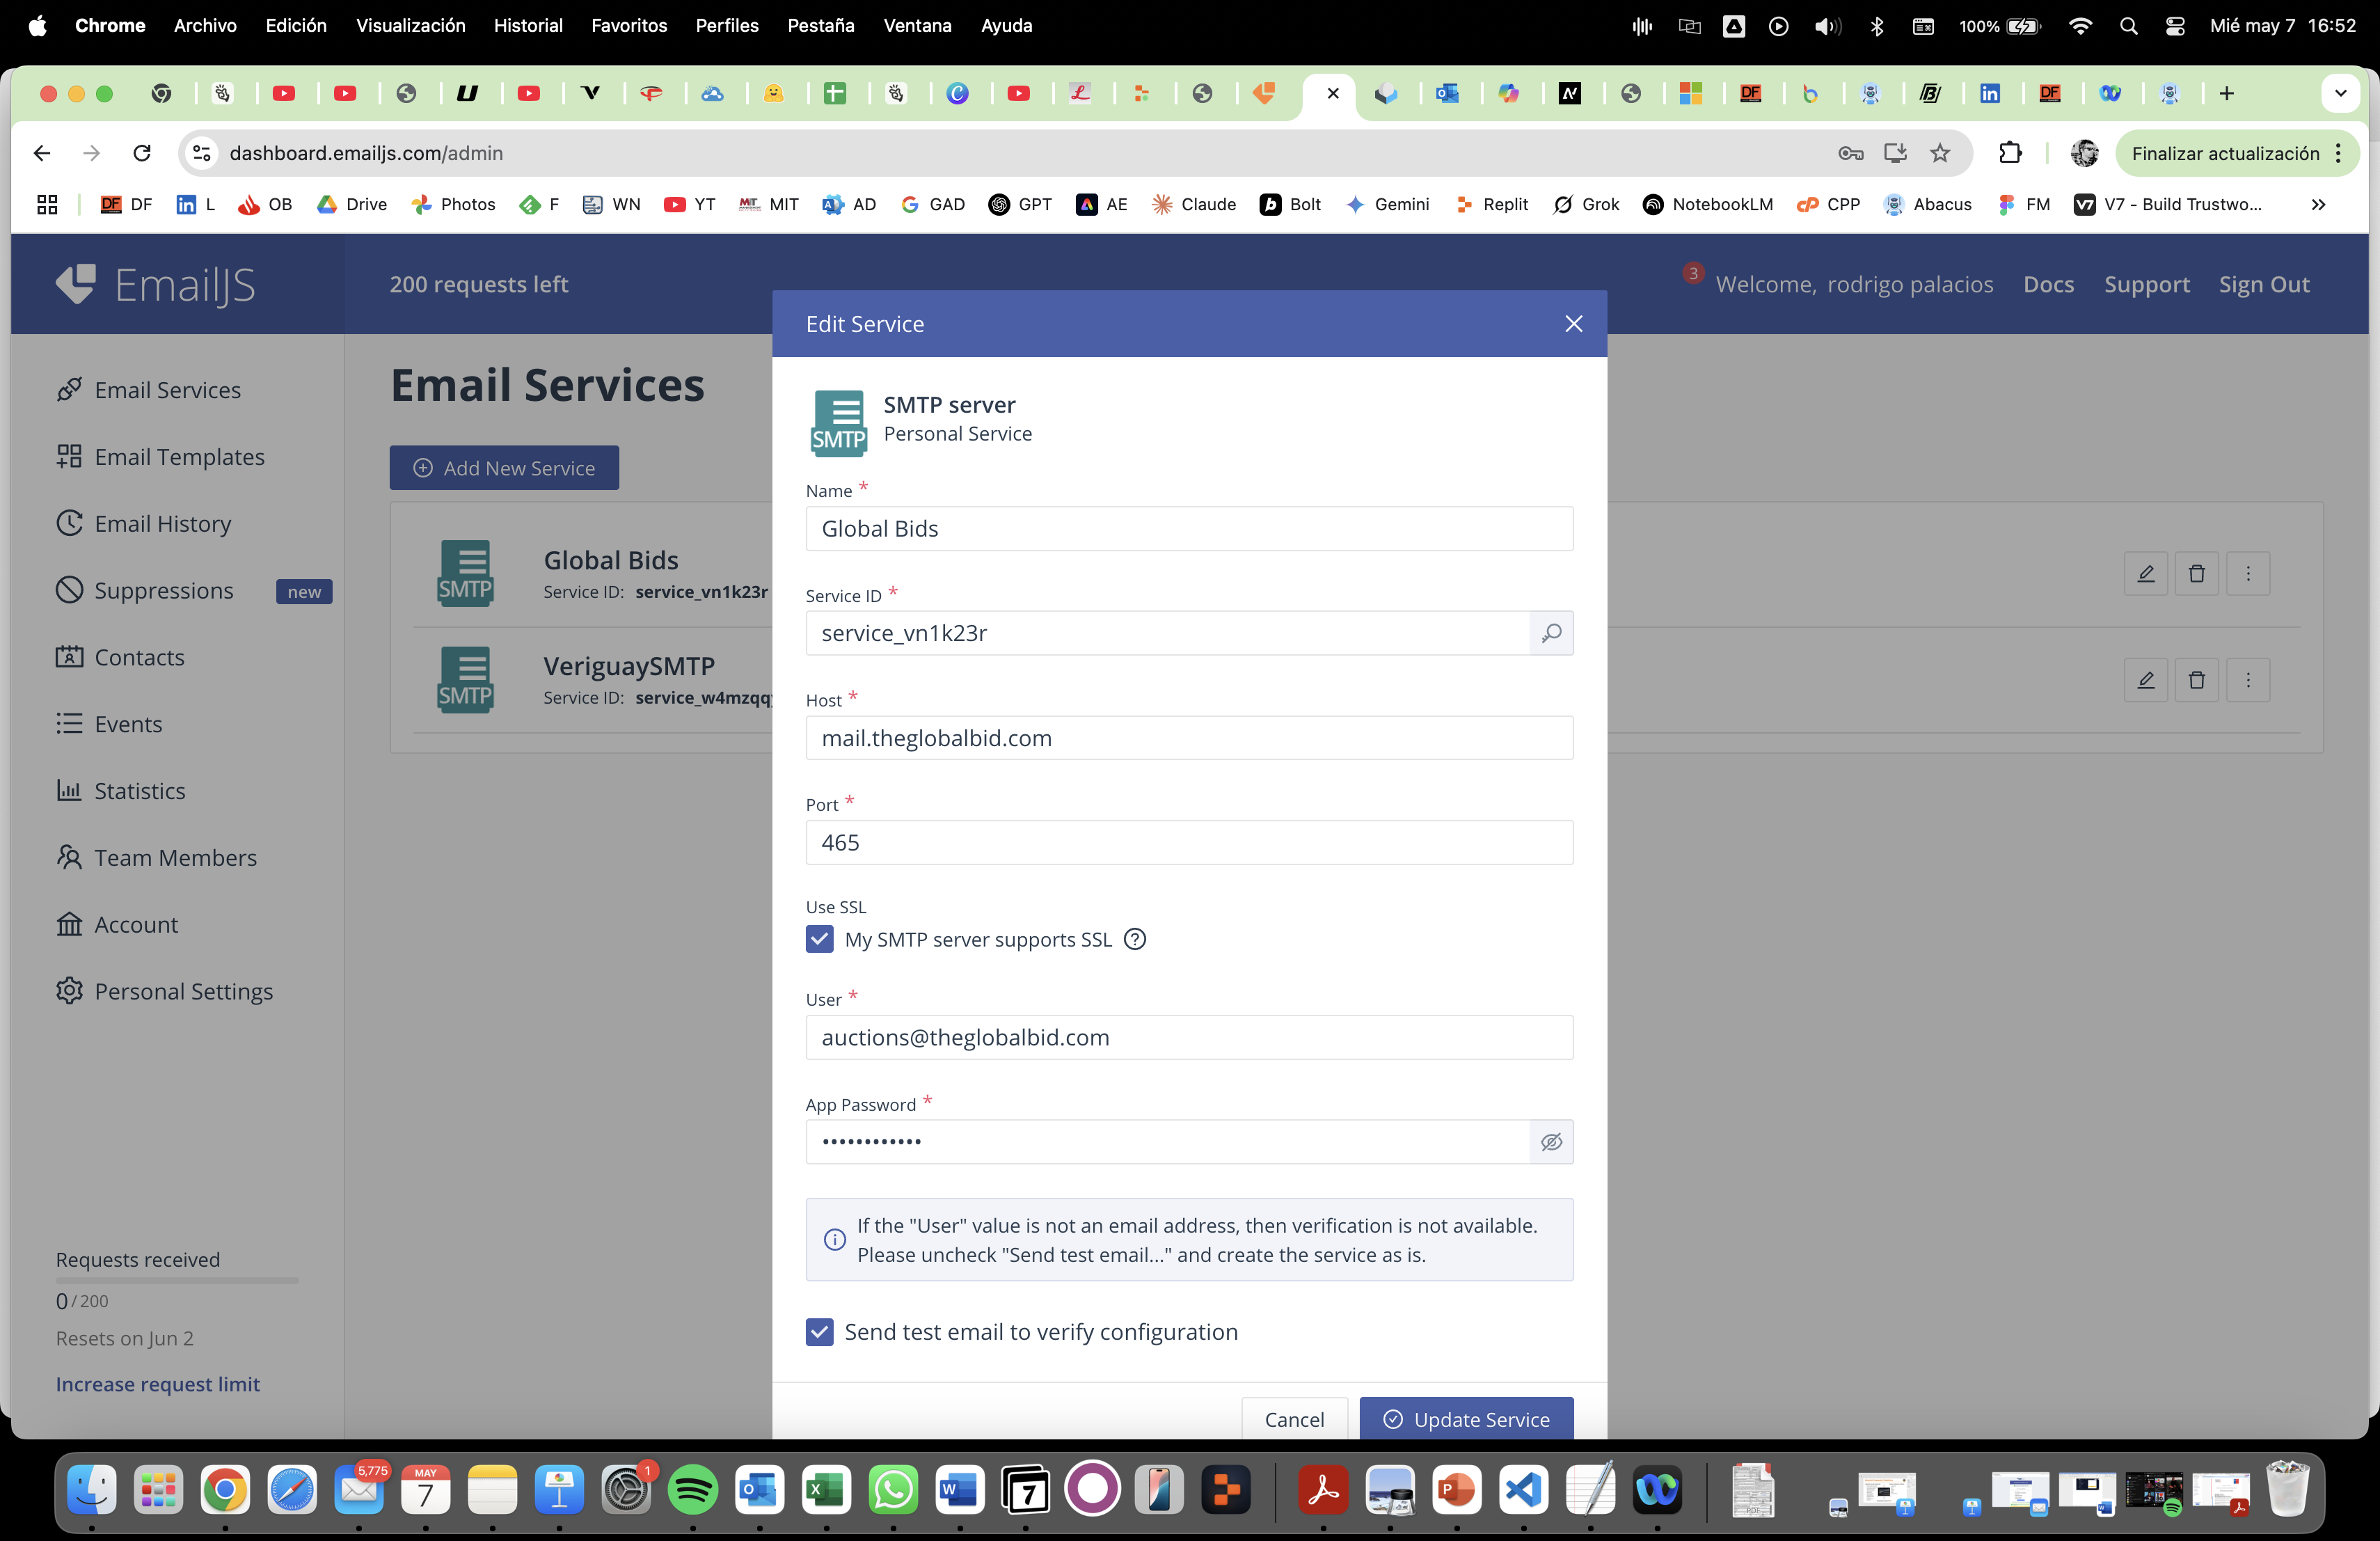 Chrome Archivo Edición Visualización Historial Favoritos Perfiles Pestaña Ventana Ayuda 100% Mié may 7 16:52
dashboard.emailjs.com/admin Finalizar actualización
DF L OB Drive Photos F WN YT MIT AD GAD GPT AE Claude Bolt Gemini Replit Grok NotebookLM CPP Abacus FM V7 - Build Trustwo...
EmailJS 200 requests left 3 Welcome, rodrigo palacios Docs Support Sign Out
Email Services
Email Templates
Email History
Suppressions new
Contacts
Events
Statistics
Team Members
Account
Personal Settings
Requests received
0 / 200
Resets on Jun 2
Increase request limit
Email Services
Add New Service
SMTP
Global Bids
Service ID: service_vn1k23r
SMTP
VeriguaySMTP
Service ID: service_w4mzqq
Edit Service
SMTP
SMTP server
Personal Service
Name *
Global Bids
Service ID *
service_vn1k23r
Host *
mail.theglobalbid.com
Port *
465
Use SSL
My SMTP server supports SSL
User *
auctions@theglobalbid.com
App Password *
••••••••••••
If the "User" value is not an email address, then verification is not available.
Please uncheck "Send test email..." and create the service as is.
Send test email to verify configuration
Cancel Update Service
5,775 MAY 7 1 7